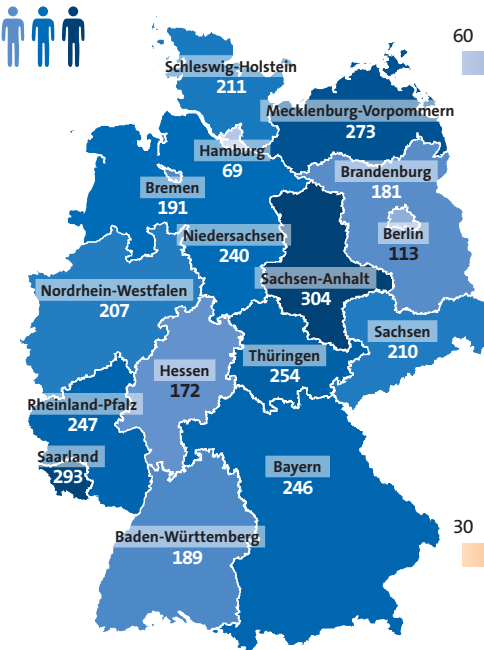 60
Schleswig-Holstein
211
Mecklenburg-Vorpommern
273
Hamburg
69
Brandenburg
181
Bremen
191
Berlin
113
Niedersachsen
240
Sachsen-Anhalt
304
Nordrhein-Westfalen
207
Sachsen
210
Thüringen
254
Hessen
172
Rheinland-Pfalz
247
Saarland
293
Bayern
246
30
Baden-Württemberg
189